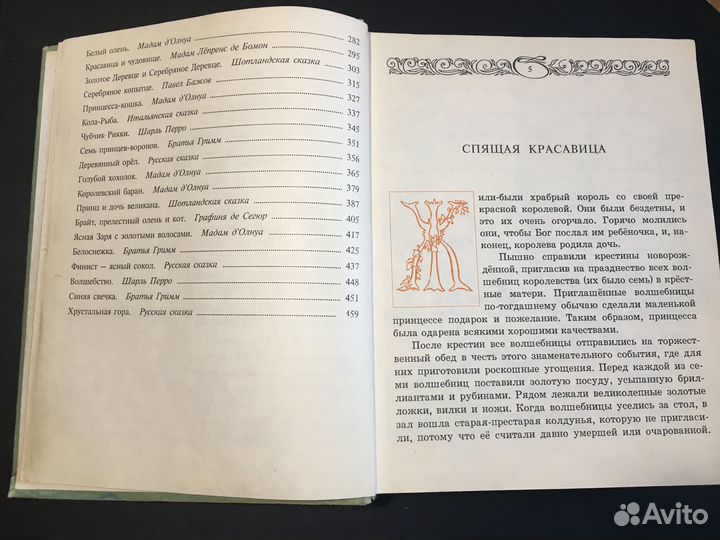 Белый олень. Мадам д'Олнуа 282
Красавица и чудовище. Мадам Лёпренс де Бомон 295
Золотое Деревце и Серебряное Деревце. Шотландская сказка 303
Серебряное копытце. Павел Бажов 315
Принцесса-кошка. Мадам д'Олнуа 327
Кола-Рыба. Итальянская сказка 337
Чубчик Рикки. Шарль Перро 345
Семь принцев-воронов. Братья Гримм 351
Деревянный орёл. Русская сказка 356
Голубой хохолок. Мадам д'Олнуа 365
Королевский баран. Мадам д'Олнуа 379
Принц и дочь великана. Шотландская сказка 387
Брайт, прелестный олень и кот. Графиня де Сегюр 405
Ясная Заря с золотыми волосами. Мадам д'Олнуа 417
Белоснежка. Братья Гримм 425
Финист — ясный сокол. Русская сказка 437
Волшебство. Шарль Перро 448
Синяя свечка. Братья Гримм 451
Хрустальная гора. Русская сказка 459
5
СПЯЩАЯ КРАСАВИЦА
Жили-были храбрый король со своей пре-
красной королевой. Они были бездетны, и
это их очень огорчало. Горячо молились
они, чтобы Бог послал им ребёночка, и, на-
конец, королева родила дочь.
Пышно справили крестины новорож-
дённой, пригласив на празднество всех вол-
шебниц королевства (их было семь) в крёст-
ные матери. Приглашённые волшебницы
по-тогдашнему обычаю сделали маленькой
принцессе подарок и пожелание. Таким образом, принцесса
была одарена всякими хорошими качествами.
После крестин все волшебницы отправились на торжест-
венный обед в честь этого знаменательного события, где для
них приготовили роскошные угощения. Перед каждой из се-
ми волшебниц поставили золотую посуду, усыпанную брил-
лиантами и рубинами. Рядом лежали великолепные золотые
ложки, вилки и ножи. Когда волшебницы уселись за стол, в
зал вошла старая-престарая колдунья, которую не пригласи-
ли, потому что её считали давно умершей или очарованной.
Avito